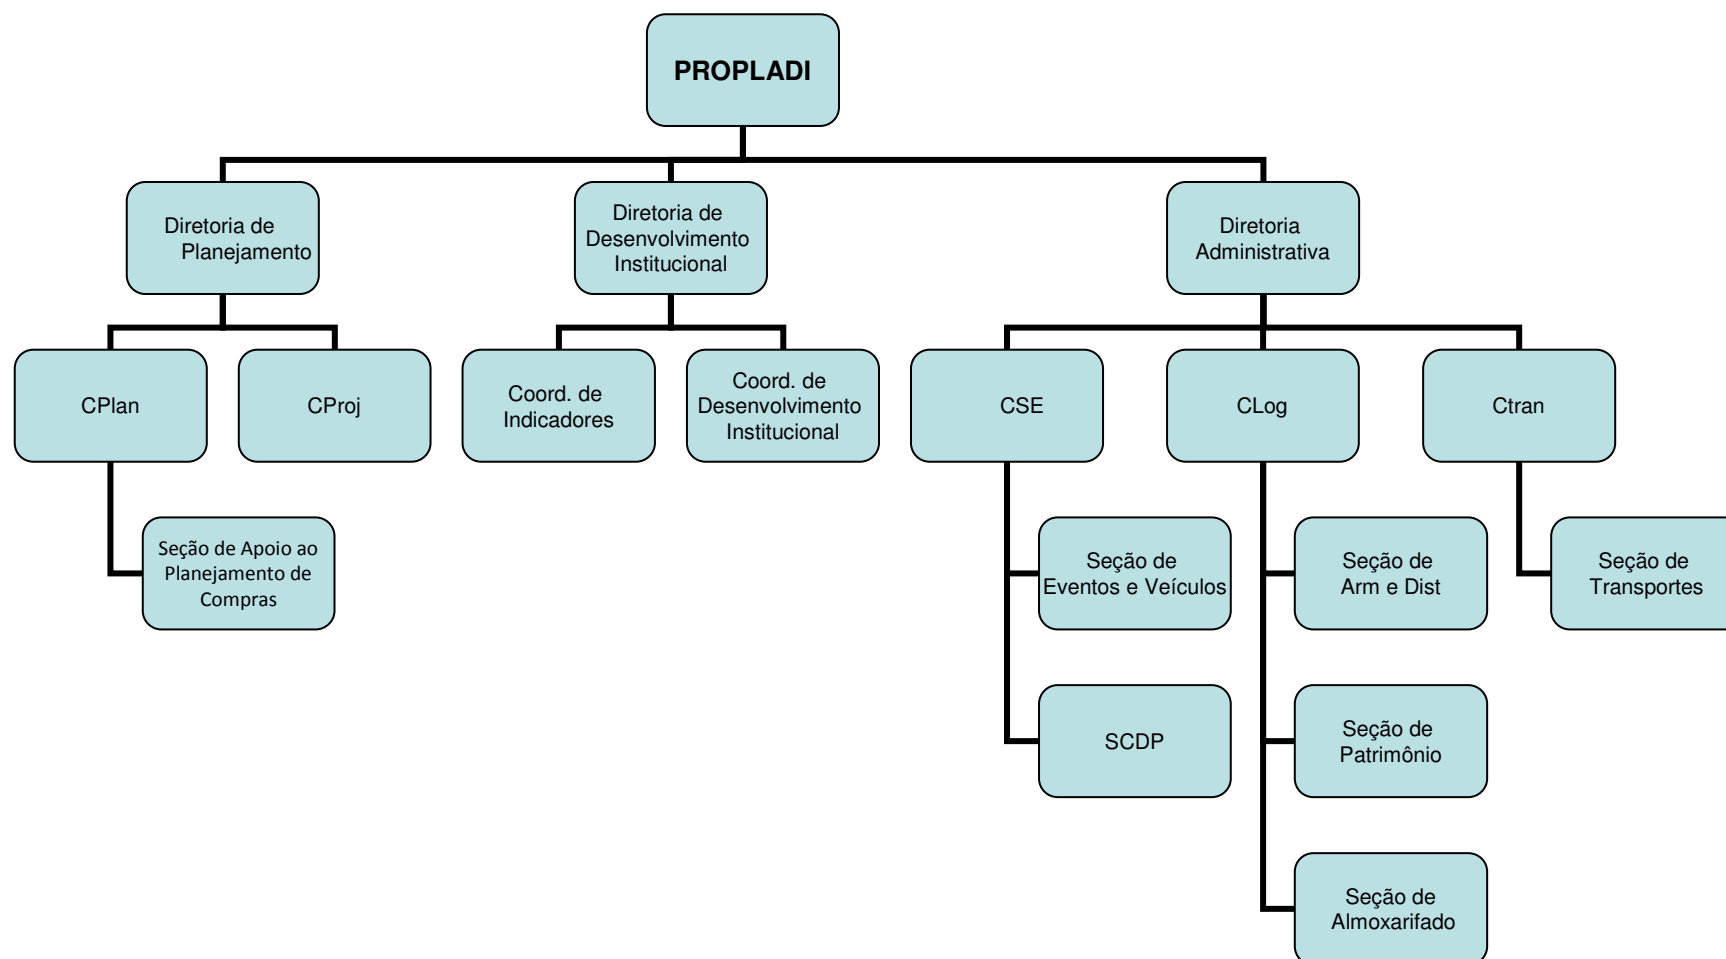 PROPLADI
Diretoria de
Planejamento
Diretoria de
Desenvolvimento
Institucional
Diretoria
Administrativa
CPlan
CProj
Coord. de
Indicadores
Coord. de
Desenvolvimento
Institucional
CSE
CLog
Ctran
Seção de Apoio ao
Planejamento de
Compras
Seção de
Eventos e Veículos
Seção de
Arm e Dist
Seção de
Transportes
SCDP
Seção de
Patrimônio
Seção de
Almoxarifado